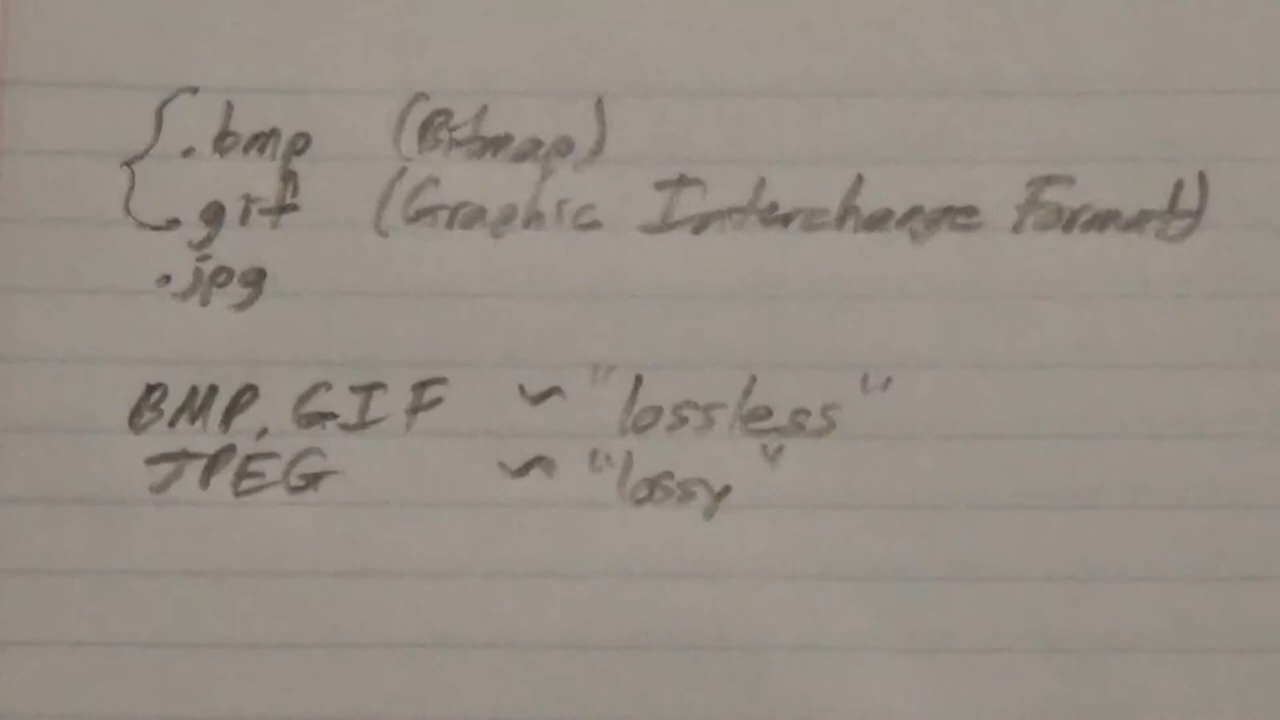 .bmp (Bitmap)
.gif (Graphic Interchange Format)
.jpg
BMP, GIF ~ "lossless"
JPEG ~ "lossy"